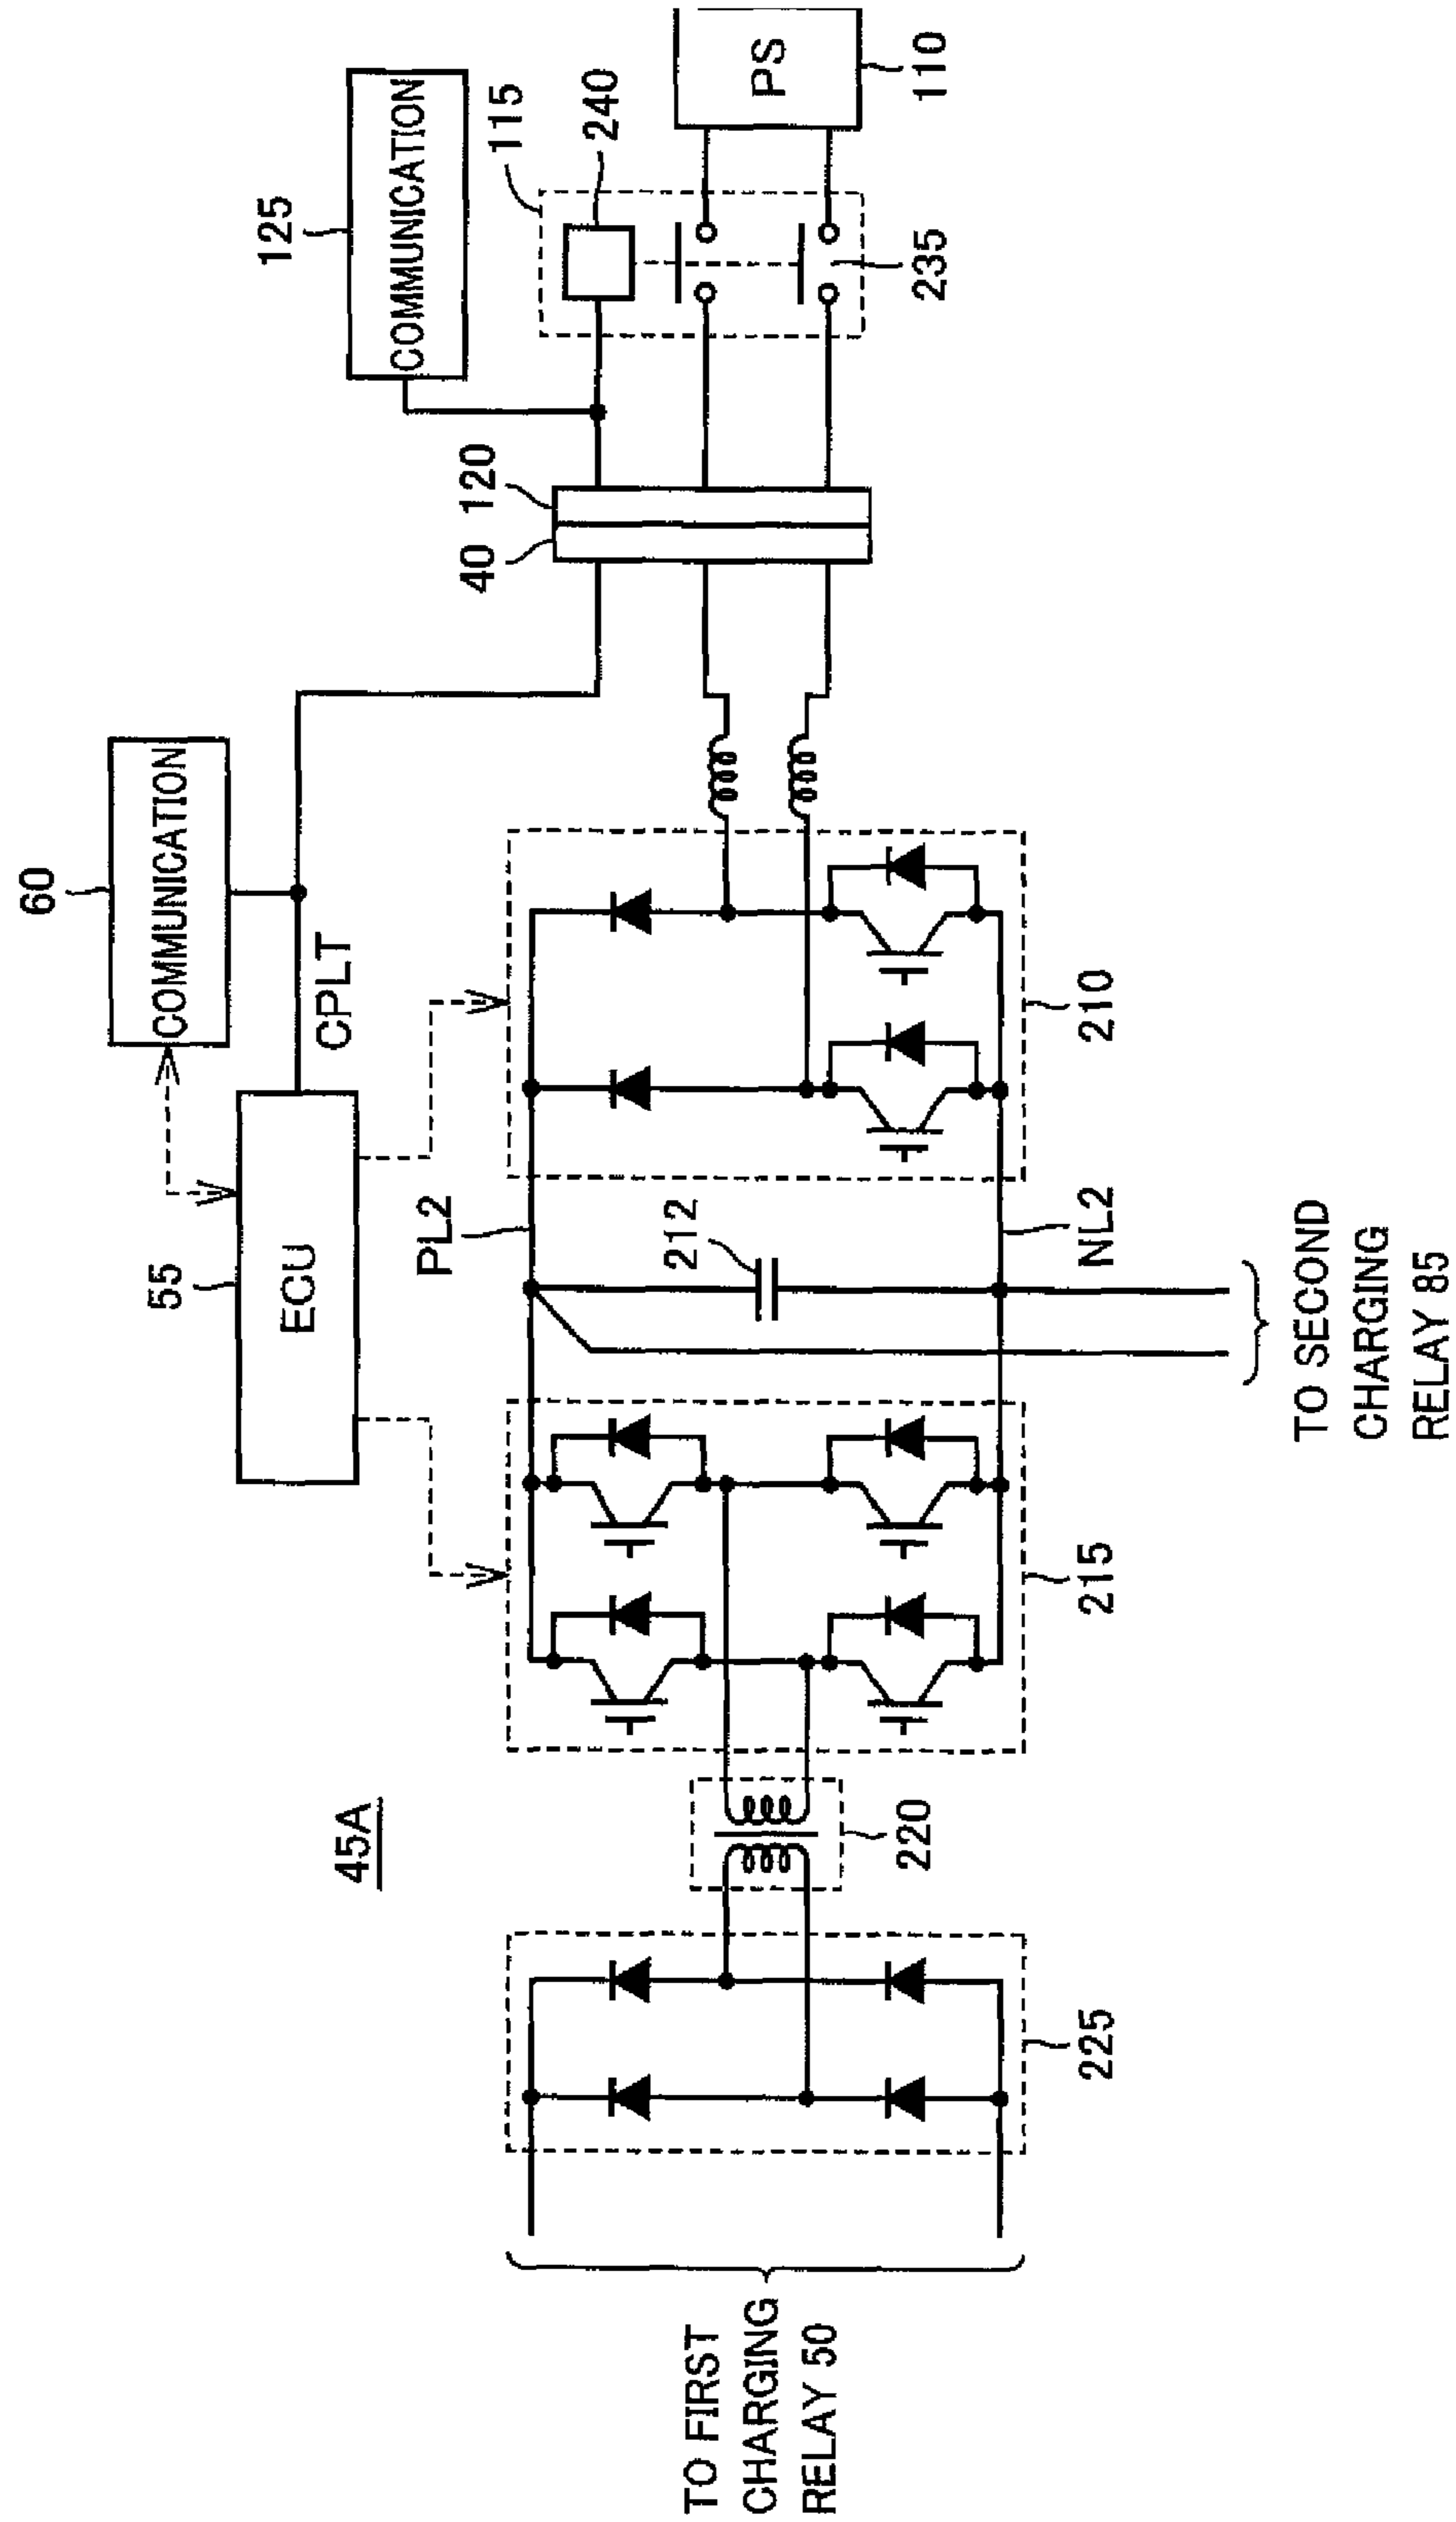 45A
55
ECU
60
COMMUNICATION
CPLT
125
COMMUNICATION
40
120
115
240
235
PS
110
PL2
212
NL2
210
215
220
225
TO FIRST
CHARGING
RELAY 50
TO SECOND
CHARGING
RELAY 85